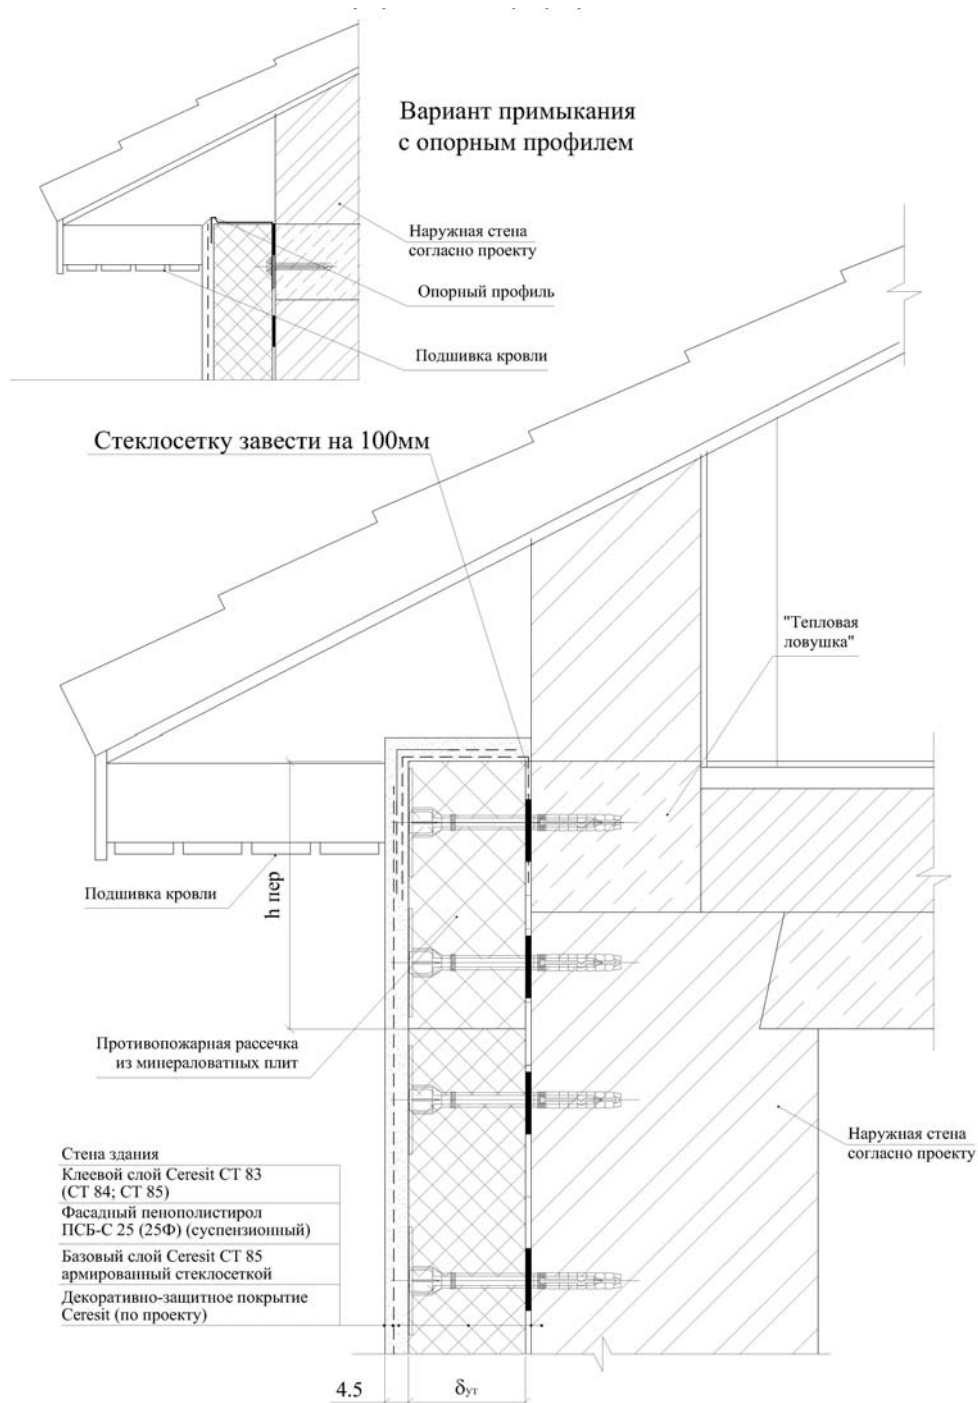 Вариант примыкания
с опорным профилем
Наружная стена
согласно проекту
Опорный профиль
Подшивка кровли
Стеклосетку завести на 100мм
"Тепловая
ловушка"
Подшивка кровли
h пер
Противопожарная рассечка
из минераловатных плит
Наружная стена
согласно проекту
Стена здания
Клеевой слой Ceresit CT 83
(CT 84; CT 85)
Фасадный пенополистирол
ПСБ-С 25 (25Ф) (суспензионный)
Базовый слой Ceresit CT 85
армированный стеклосеткой
Декоративно-защитное покрытие
Ceresit (по проекту)
4.5
δут